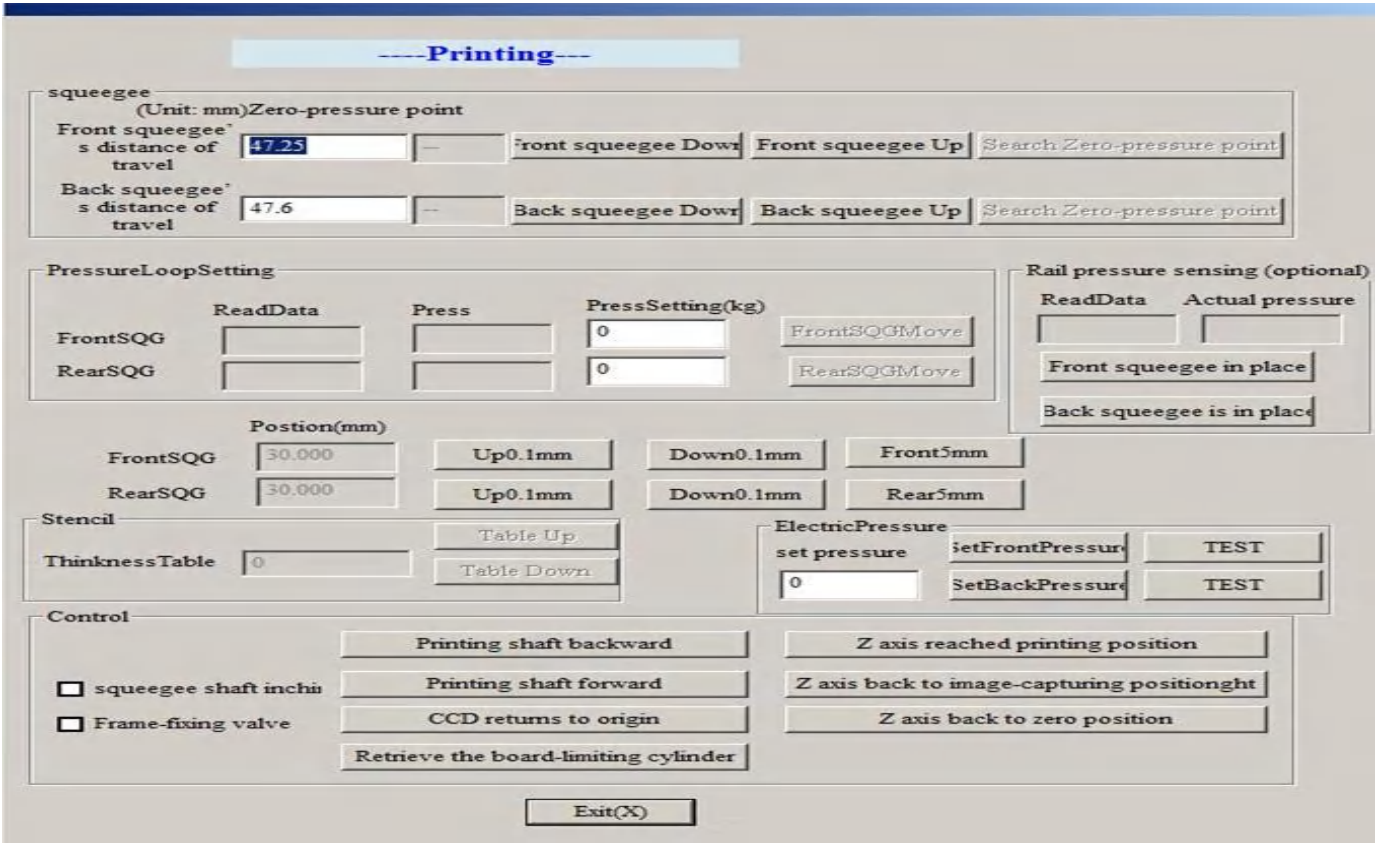 ----Printing---
squeegee
(Unit: mm)Zero-pressure point
Front squeegee'
s distance of
travel
47.25
--
Front squeegee Down
Front squeegee Up
Search Zero-pressure point
Back squeegee'
s distance of
travel
47.6
--
Back squeegee Down
Back squeegee Up
Search Zero-pressure point
PressureLoopSetting
ReadData
Press
PressSetting(kg)
FrontSQG
0
FrontSQGMove
RearSQG
0
RearSQGMove
Rail pressure sensing (optional)
ReadData
Actual pressure
Front squeegee in place
Back squeegee is in place
Postion(mm)
FrontSQG
30.000
Up0.1mm
Down0.1mm
Front5mm
RearSQG
30.000
Up0.1mm
Down0.1mm
Rear5mm
Stencil
ThinknessTable
0
Table Up
Table Down
ElectricPressure
set pressure
0
SetFrontPressure
TEST
SetBackPressure
TEST
Control
squeegee shaft inchin
Frame-fixing valve
Printing shaft backward
Printing shaft forward
CCD returns to origin
Retrieve the board-limiting cylinder
Z axis reached printing position
Z axis back to image-capturing positionght
Z axis back to zero position
Exit(X)